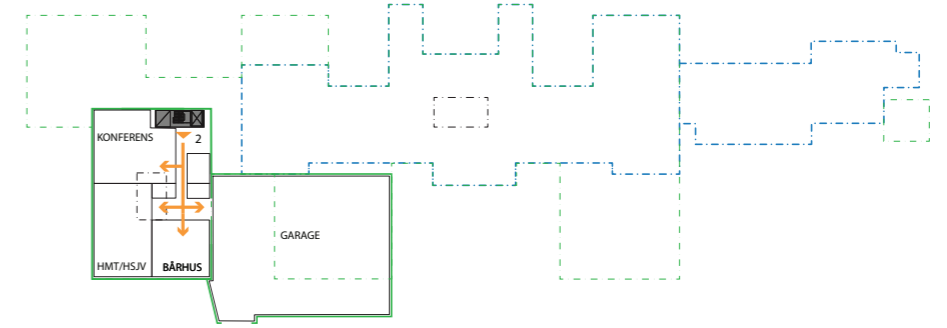 KONFERENS
2
GARAGE
HMT/HSJV
BÅRHUS